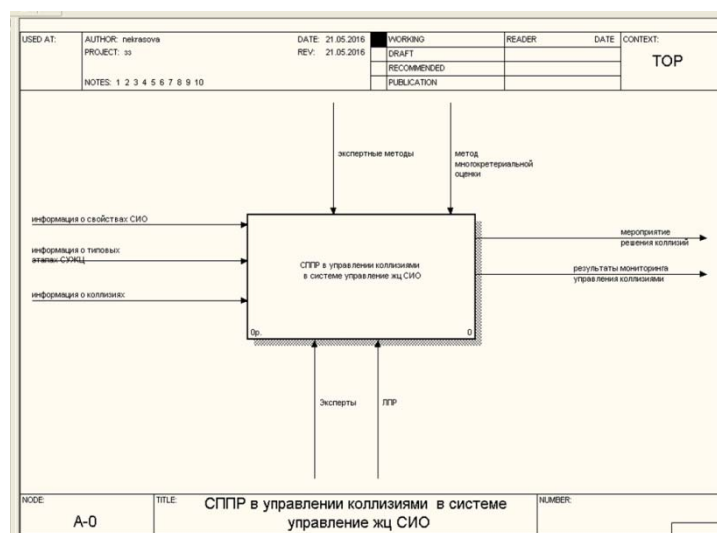 USED AT:
AUTHOR: nekrasova
DATE: 21.05.2016
WORKING
READER
DATE
CONTEXT:
PROJECT: зз
REV: 21.05.2016
DRAFT
TOP
RECOMMENDED
NOTES: 1 2 3 4 5 6 7 8 9 10
PUBLICATION
экспертные методы
метод
многокретериальной
оценки
информация о свойствах СИО
информация о типовых
этапах СУЖЦ
информация о коллизиях
СППР в управлении коллизиями
в системе управление жц СИО
0р.
0
мероприятие
решения коллизий
результаты мониторинга
управления коллизиями
Эксперты
ЛПР
NODE:
A-0
TITLE:
СППР в управлении коллизиями в системе
управление жц СИО
NUMBER: